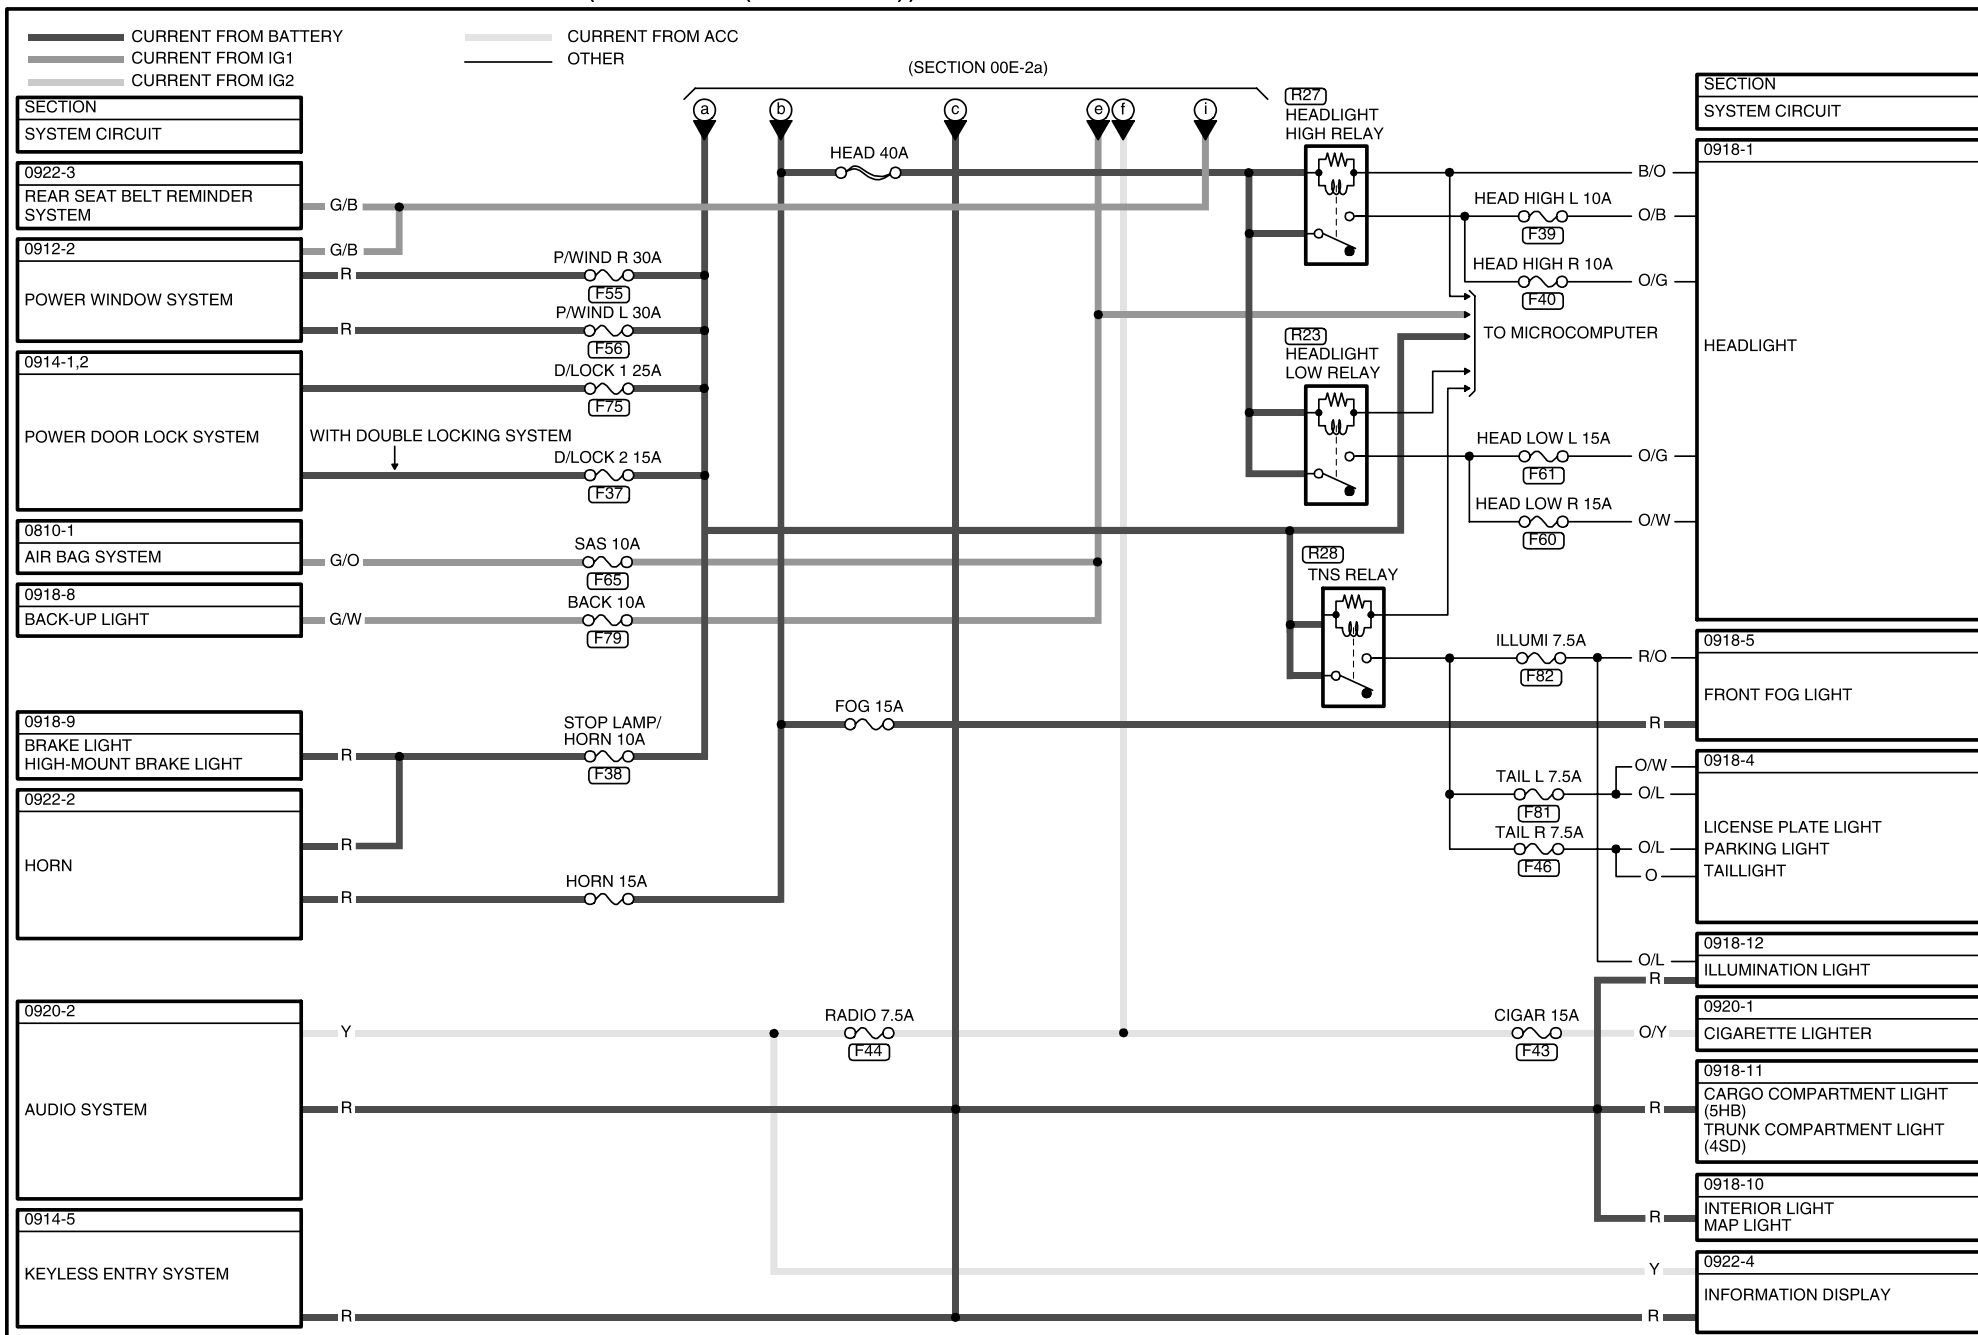 CURRENT FROM BATTERY
CURRENT FROM IG1
CURRENT FROM IG2
CURRENT FROM ACC
OTHER
(SECTION 00E-2a)
a
b
c
e
f
i
SECTION
SYSTEM CIRCUIT
0922-3
REAR SEAT BELT REMINDER
SYSTEM
G/B
0912-2
POWER WINDOW SYSTEM
G/B
R
P/WIND R 30A
F55
R
P/WIND L 30A
F56
0914-1,2
POWER DOOR LOCK SYSTEM
D/LOCK 1 25A
F75
WITH DOUBLE LOCKING SYSTEM
D/LOCK 2 15A
F37
0810-1
AIR BAG SYSTEM
G/O
SAS 10A
F65
0918-8
BACK-UP LIGHT
G/W
BACK 10A
F79
0918-9
BRAKE LIGHT
HIGH-MOUNT BRAKE LIGHT
R
STOP LAMP/
HORN 10A
F38
0922-2
HORN
R
R
HORN 15A
0920-2
AUDIO SYSTEM
Y
R
RADIO 7.5A
F44
0914-5
KEYLESS ENTRY SYSTEM
R
HEAD 40A
FOG 15A
R27
HEADLIGHT
HIGH RELAY
R23
HEADLIGHT
LOW RELAY
R28
TNS RELAY
TO MICROCOMPUTER
SECTION
SYSTEM CIRCUIT
0918-1
HEADLIGHT
B/O
HEAD HIGH L 10A
F39
O/B
HEAD HIGH R 10A
F40
O/G
HEAD LOW L 15A
F61
O/G
HEAD LOW R 15A
F60
O/W
0918-5
FRONT FOG LIGHT
ILLUMI 7.5A
F82
R/O
R
0918-4
LICENSE PLATE LIGHT
PARKING LIGHT
TAILLIGHT
O/W
TAIL L 7.5A
F81
O/L
TAIL R 7.5A
F46
O/L
O
0918-12
ILLUMINATION LIGHT
O/L
R
0920-1
CIGARETTE LIGHTER
CIGAR 15A
F43
O/Y
0918-11
CARGO COMPARTMENT LIGHT
(5HB)
TRUNK COMPARTMENT LIGHT
(4SD)
R
0918-10
INTERIOR LIGHT
MAP LIGHT
R
0922-4
INFORMATION DISPLAY
Y
R